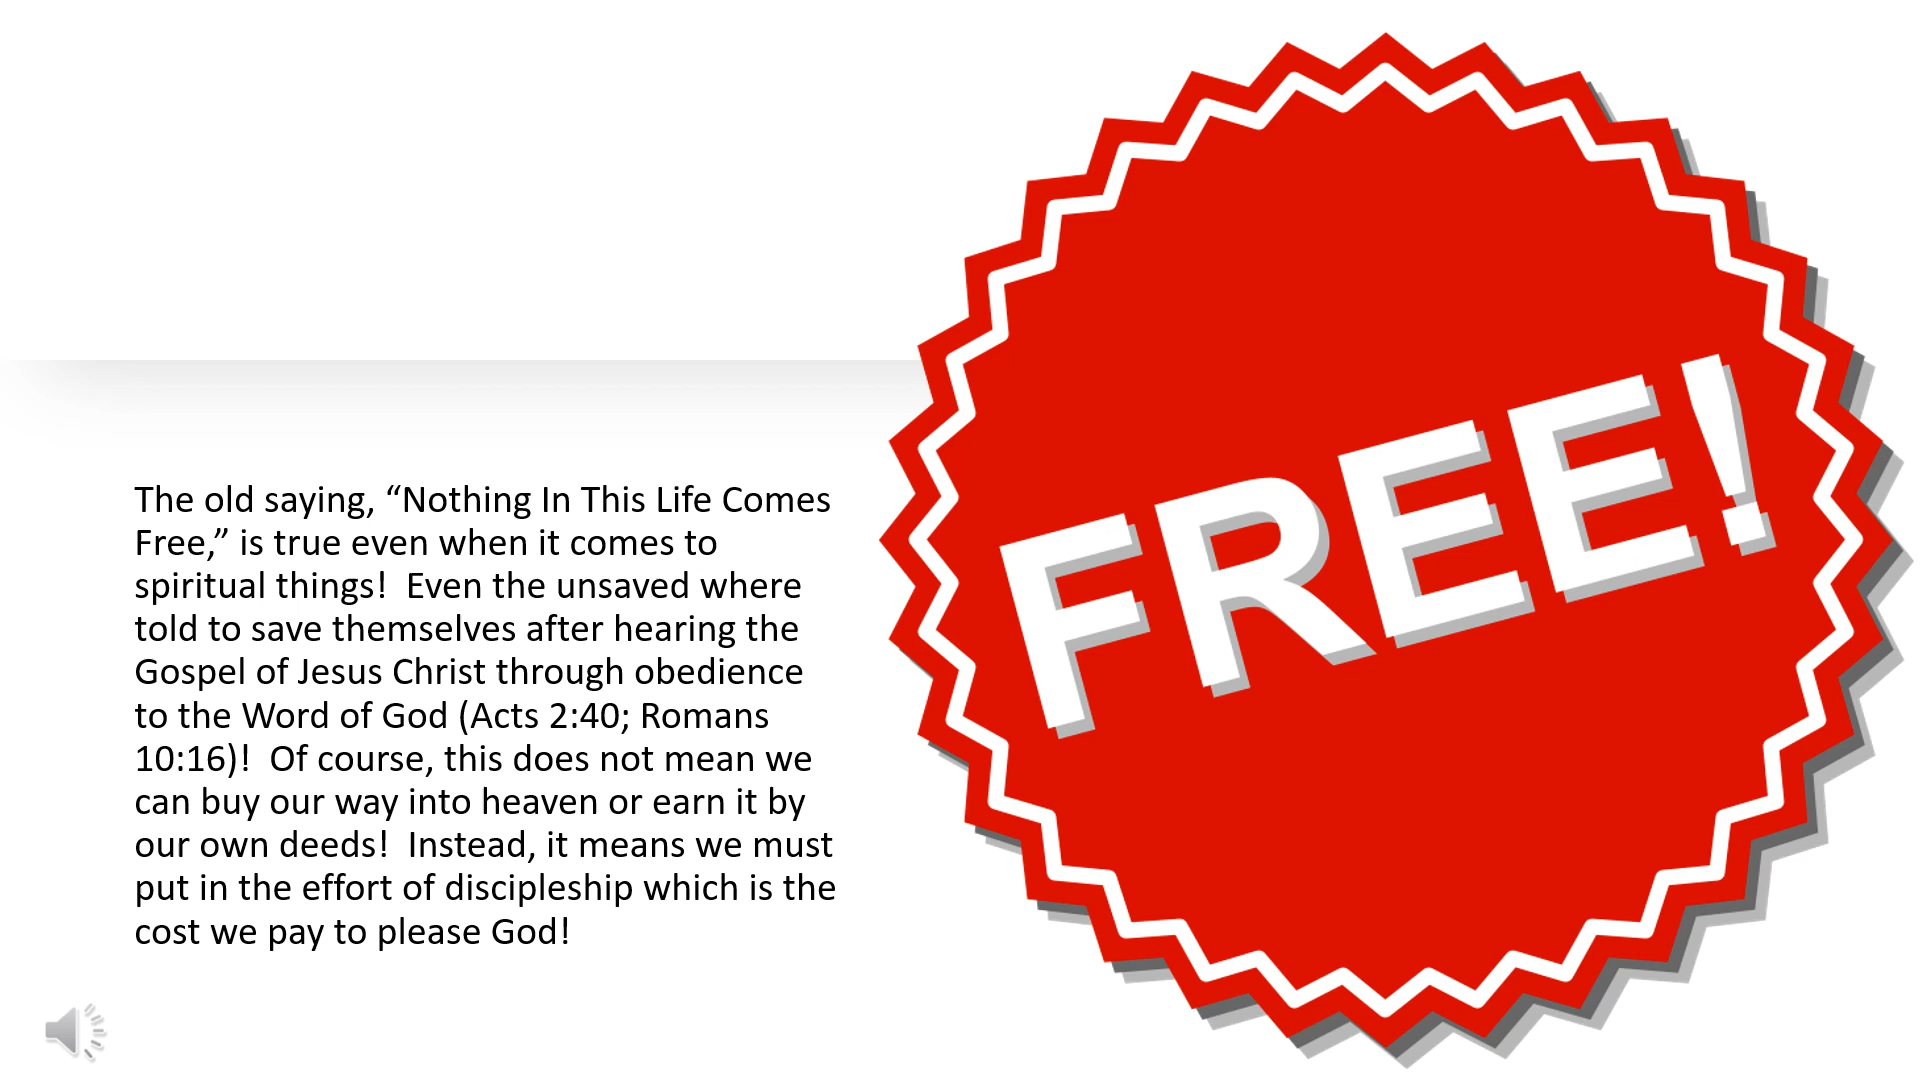 The old saying, “Nothing In This Life Comes
Free,” is true even when it comes to
spiritual things!  Even the unsaved where
told to save themselves after hearing the
Gospel of Jesus Christ through obedience
to the Word of God (Acts 2:40; Romans
10:16)!  Of course, this does not mean we
can buy our way into heaven or earn it by
our own deeds!  Instead, it means we must
put in the effort of discipleship which is the
cost we pay to please God!
FREE!